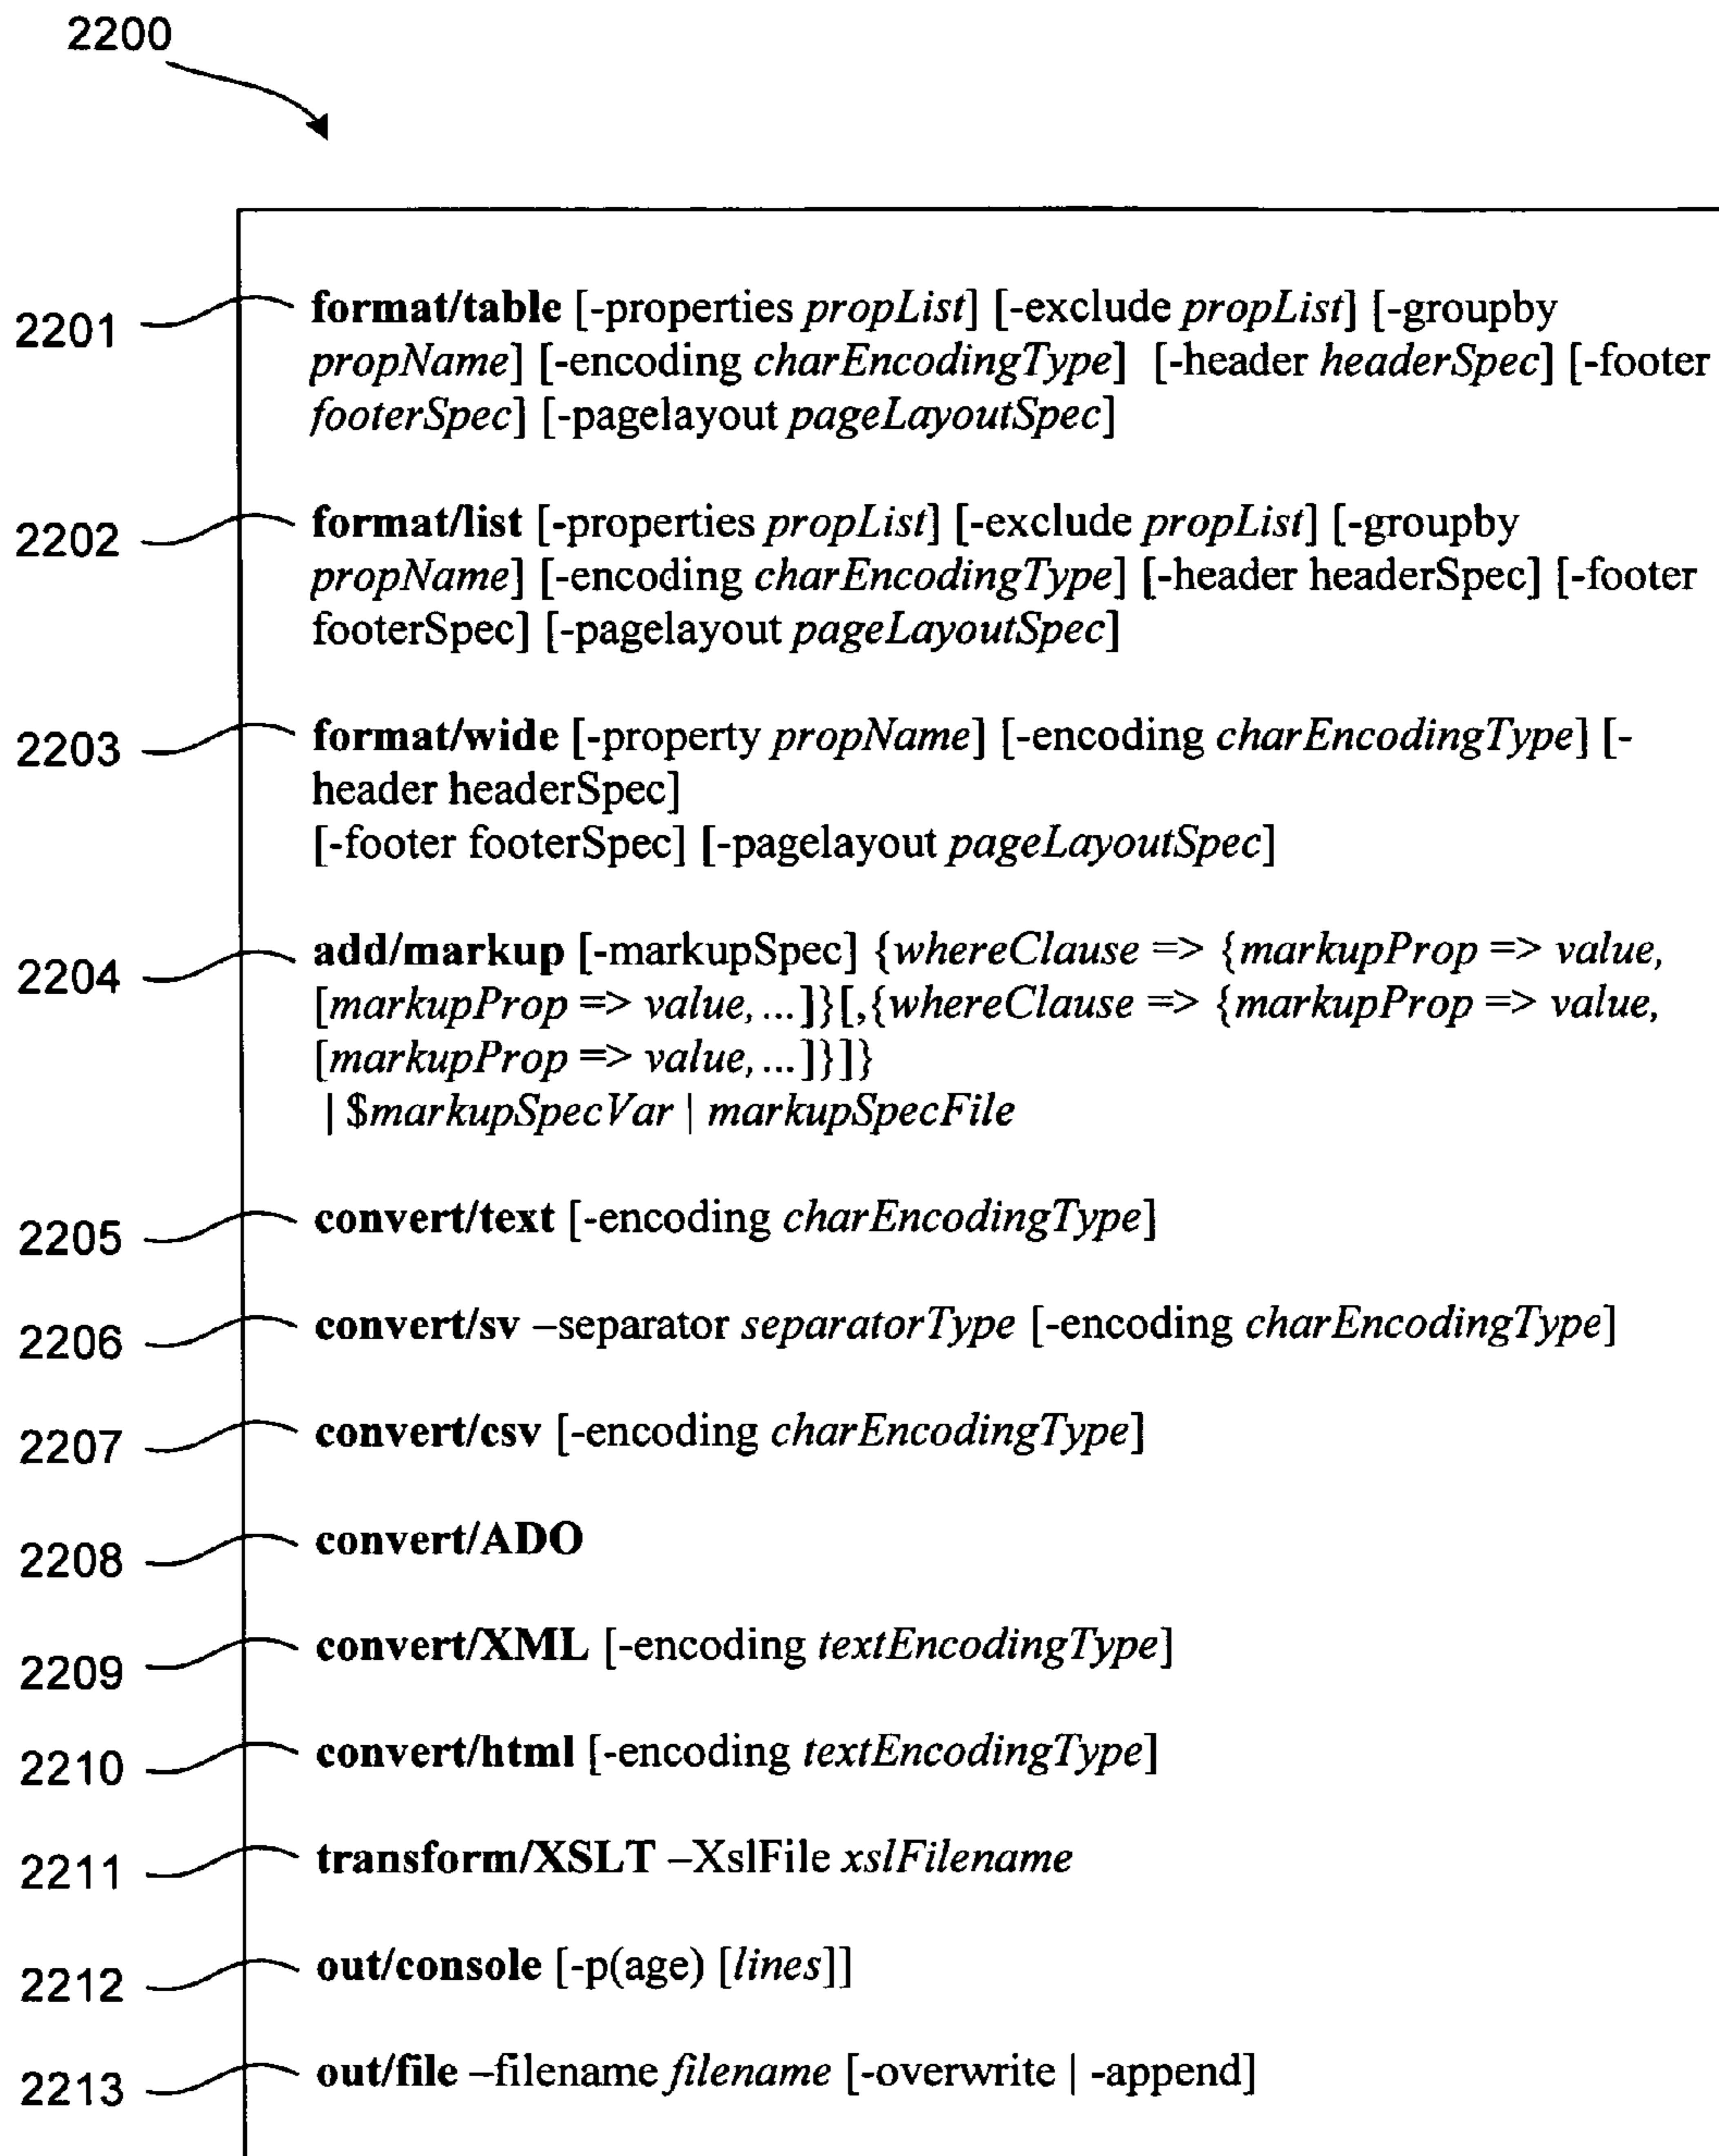 2200
2201 format/table [-properties propList] [-exclude propList] [-groupby
propName] [-encoding charEncodingType] [-header headerSpec] [-footer
footerSpec] [-pagelayout pageLayoutSpec]
2202 format/list [-properties propList] [-exclude propList] [-groupby
propName] [-encoding charEncodingType] [-header headerSpec] [-footer
footerSpec] [-pagelayout pageLayoutSpec]
2203 format/wide [-property propName] [-encoding charEncodingType] [-
header headerSpec]
[-footer footerSpec] [-pagelayout pageLayoutSpec]
2204 add/markup [-markupSpec] {whereClause => {markupProp => value,
[markupProp => value, ...]}[,{whereClause => {markupProp => value,
[markupProp => value, ...]}]}
| $markupSpecVar | markupSpecFile
2205 convert/text [-encoding charEncodingType]
2206 convert/sv –separator separatorType [-encoding charEncodingType]
2207 convert/csv [-encoding charEncodingType]
2208 convert/ADO
2209 convert/XML [-encoding textEncodingType]
2210 convert/html [-encoding textEncodingType]
2211 transform/XSLT –XslFile xslFilename
2212 out/console [-p(age) [lines]]
2213 out/file –filename filename [-overwrite | -append]